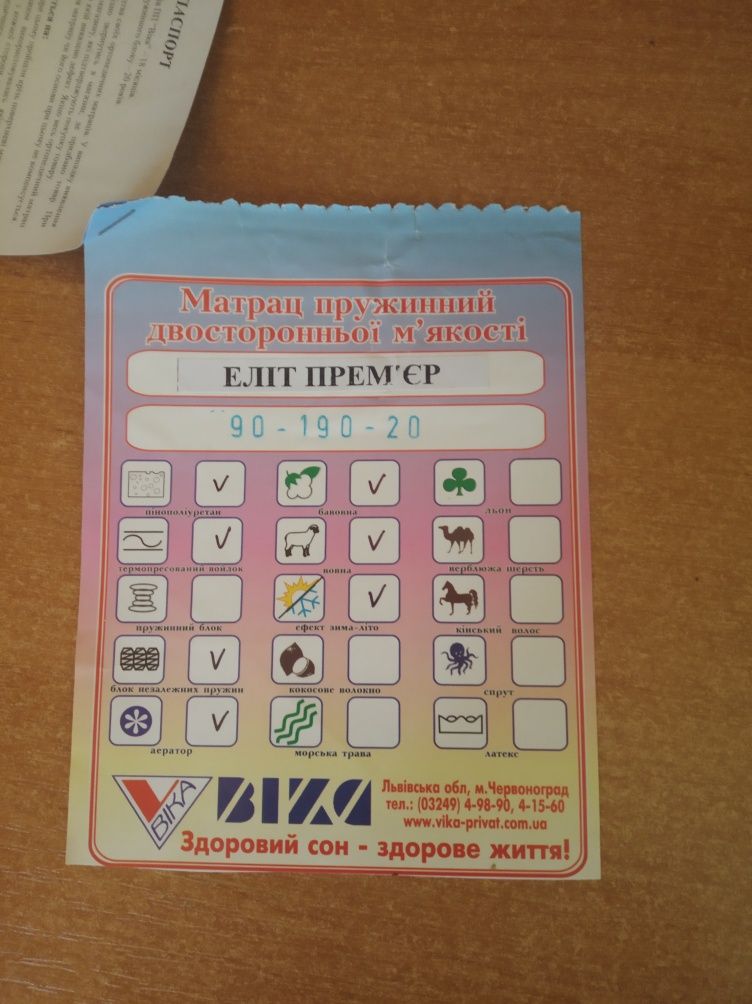 ПАСПОРТ
Матрац пружинний
двосторонньої м'якості
ЕЛІТ ПРЕМ'ЄР
90-190-20
пінополіуретан
бавовна
льон
термопресований войлок
вовна
верблюжа шерсть
пружинний блок
ефект зима-літо
кінський волос
блок незалежних пружин
кокосове волокно
спрут
аератор
морська трава
латекс
ВІКА
ВІКА
Львівська обл, м.Червоноград
тел.: (03249) 4-98-90, 4-15-60
www.vika-privat.com.ua
Здоровий сон - здорове життя!